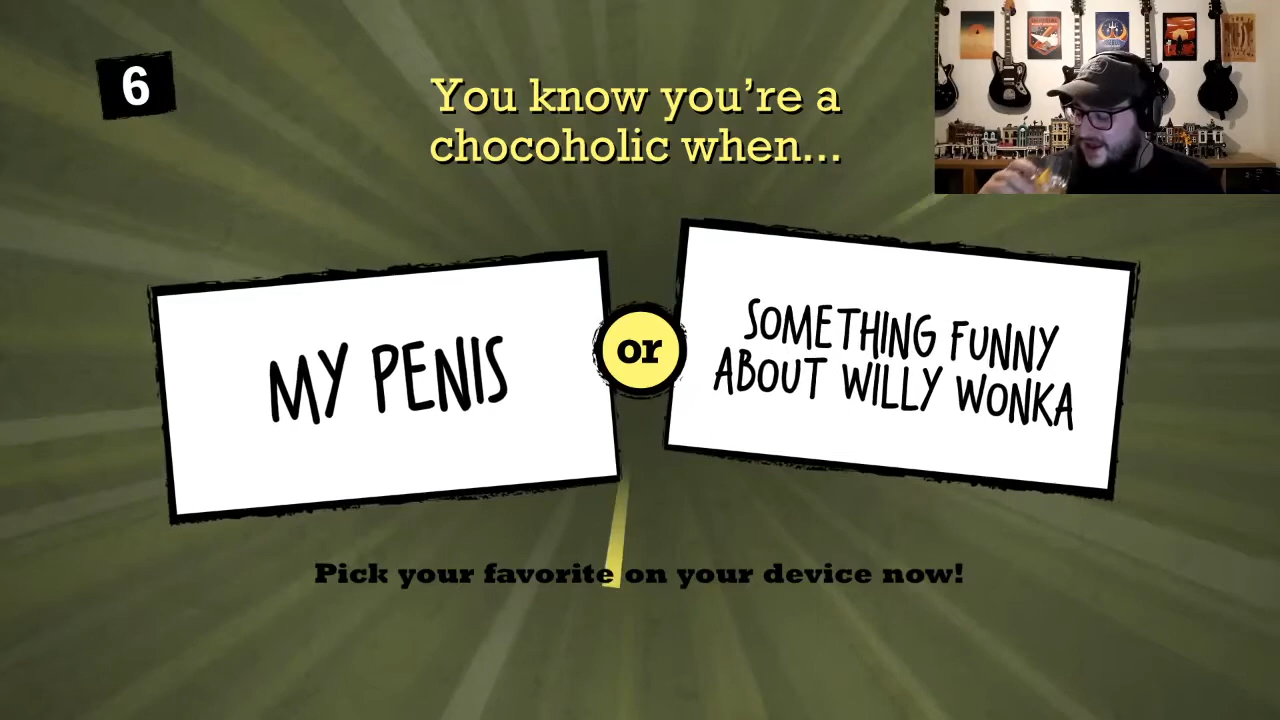 6
You know you're a
chocoholic when...
MY PENIS
or
SOMETHING FUNNY
ABOUT WILLY WONKA
Pick your favorite on your device now!